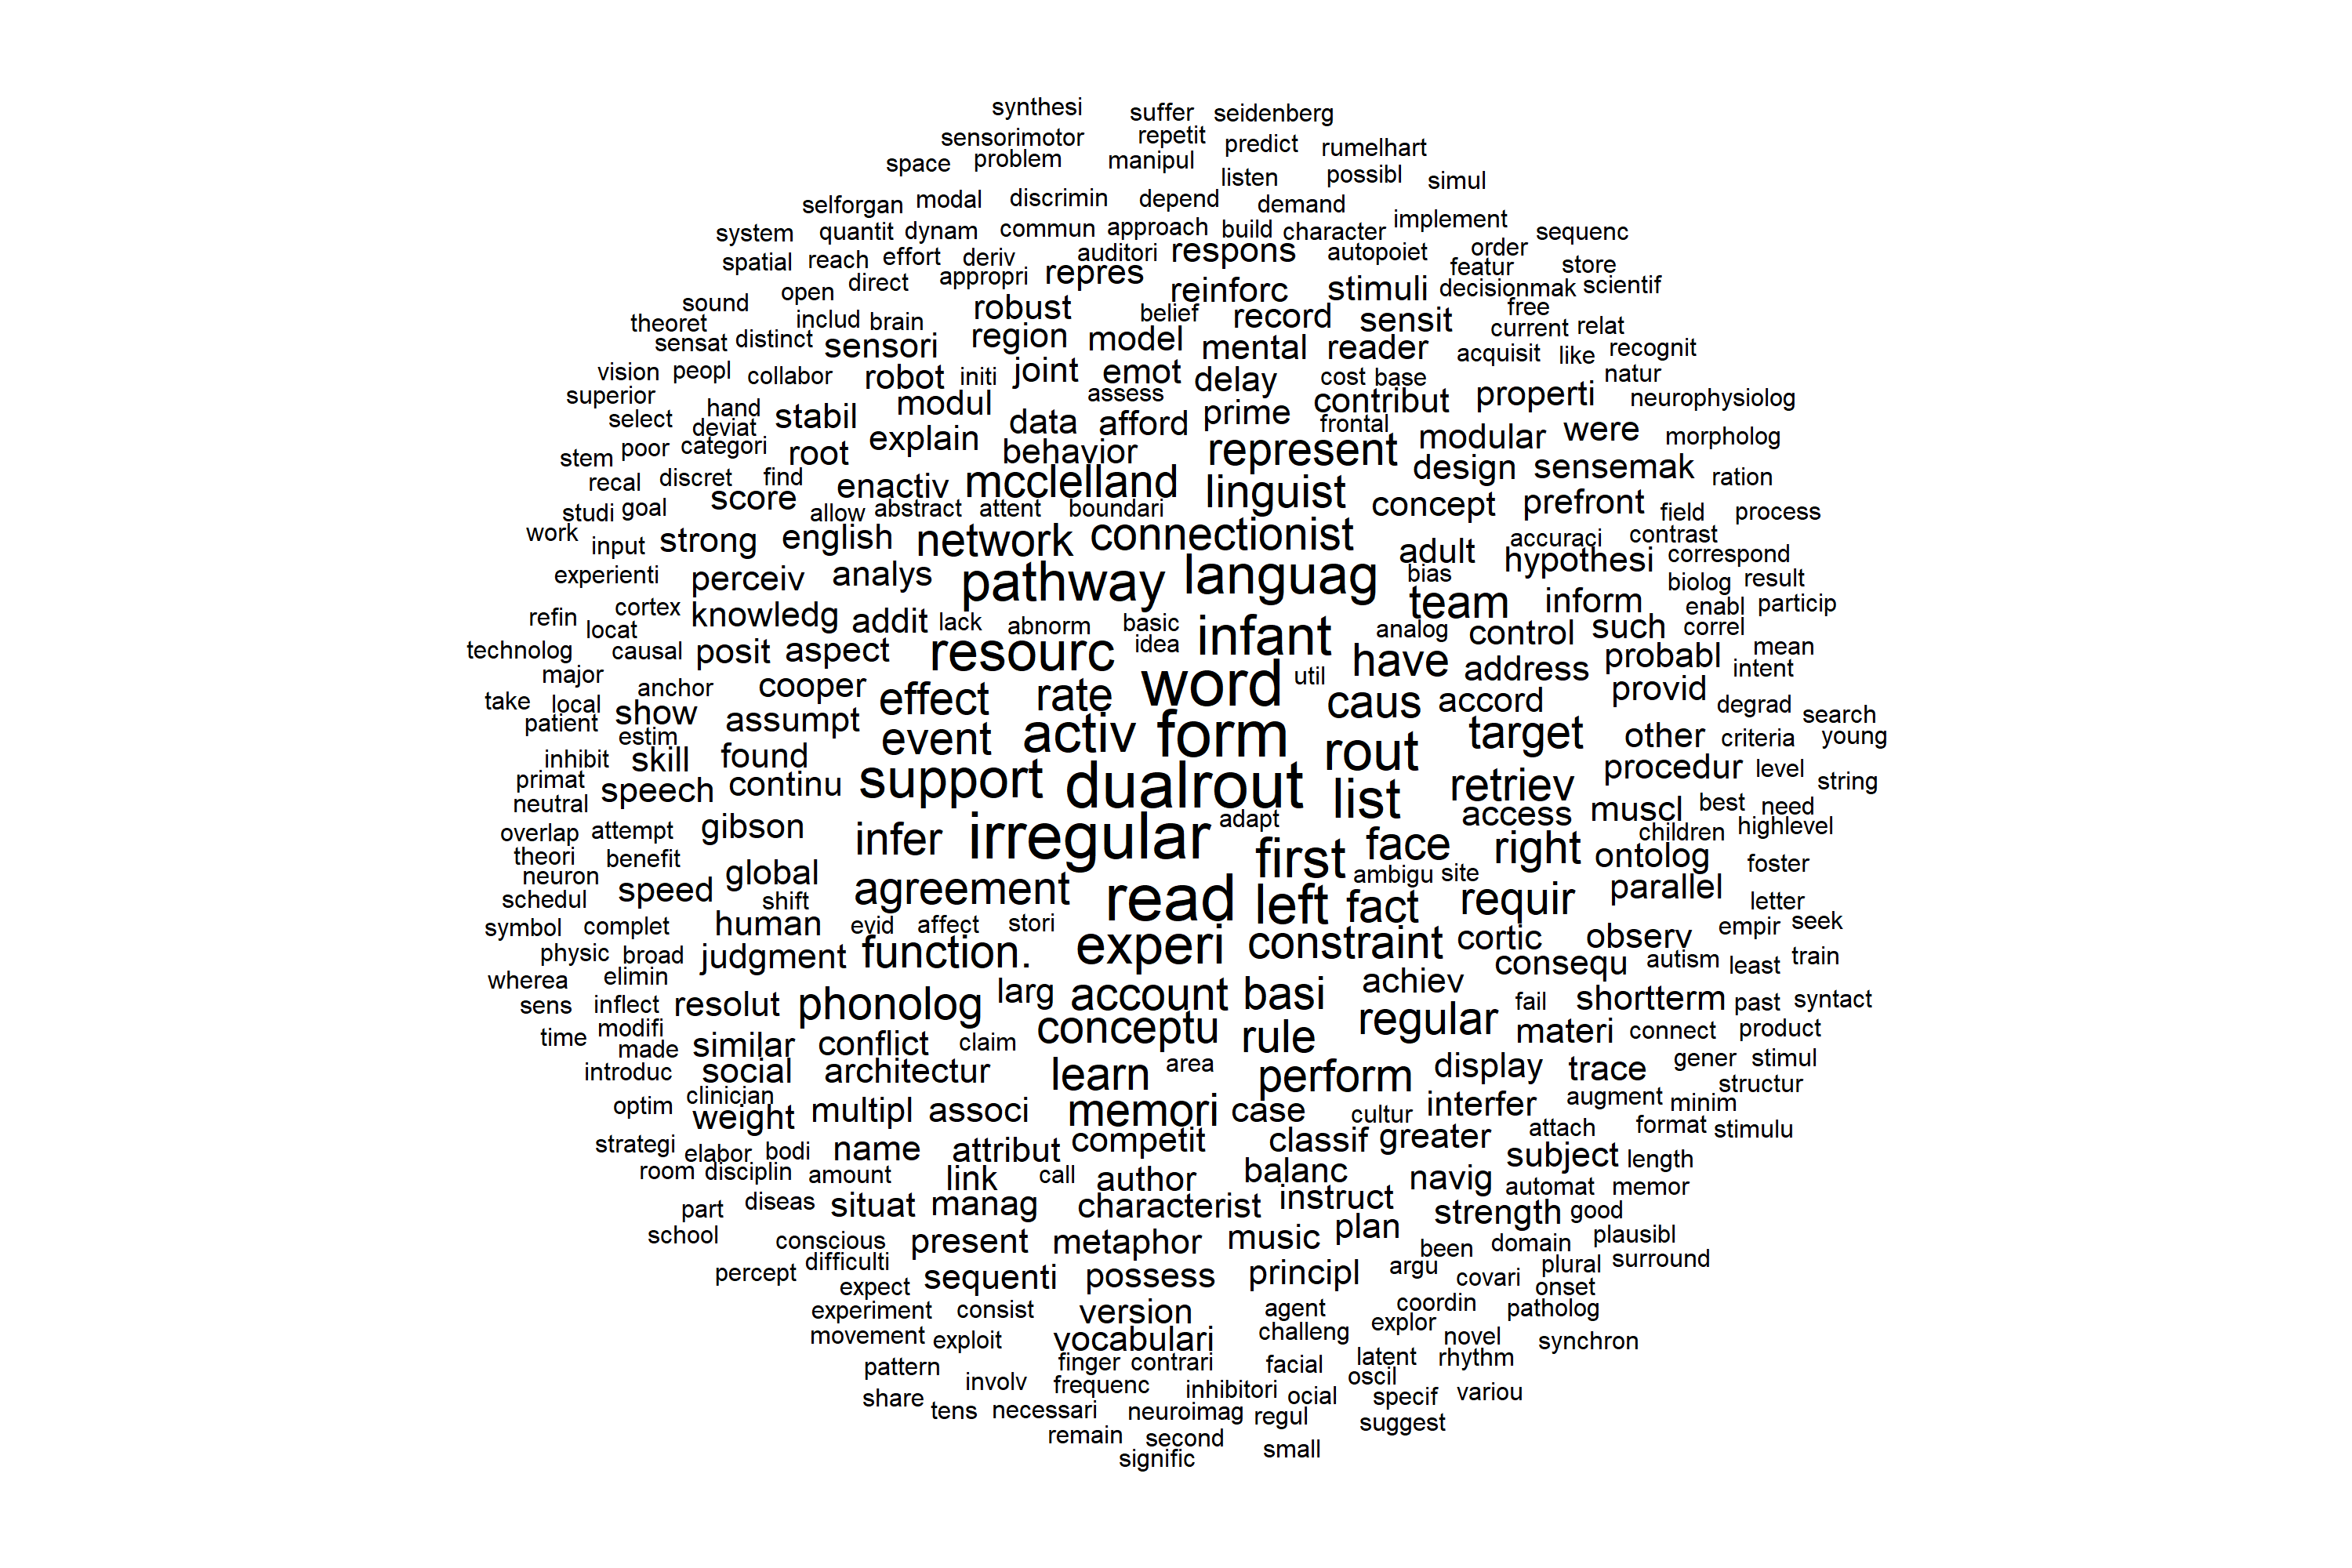 synthesi suffer seidenberg
sensorimotor repetit predict rumelhart
space problem manipul
listen possibl simul
selforgan modal discrimin depend demand
system quantit dynam commun approach build character implement sequenc
spatial reach effort deriv auditori respons autopoiet order
direct appropri repres featur store
sound open reinforc stimuli decisionmak scientif
theoret includ brain robust belief record sensit free
sensat distinct sensori region model mental reader current relat
vision peopl collabor robot initi joint emot delay cost base acquisit like recognit
superior hand modul assess prime contribut properti natur neurophysiolog
select deviat stabil data afford frontal
stem poor categori root explain behavior represent modular were morpholog
recal discret find score enactiv mcclelland linguist design sensemak ration
studi goal allow abstract attent boundari concept prefront field process
work input strong english network connectionist adult accuraci contrast
experienti perceiv analys pathway languag bias hypothesi correspond
refin cortex knowledg addit lack abnorm basic infant team inform biolog result
locat enabl particip
technolog causal posit aspect resourc idea analog control such correl mean
major anchor cooper effect rate word util have address probabl intent
take local show assumpt caus accord provid degrad
patient estim event activ form rout target other criteria search young
inhibit skill found
primat speech continu support dualrout list retriev procedur level string
neutral access muscl best need
overlap attempt gibson infer irregular adapt face children highlevel
theori benefit first right ontolog foster
neuron global agreement ambigu site
schedul speed shift read left fact requir parallel letter
symbol complet human evid affect stori empir seek
physic broad judgment function. experi constraint cortic observ
wherea elimin consequ autism least train
sens inflect resolut phonolog larg account basi achiev fail shortterm past syntact
time modifi made similar conflict claim conceptu rule regular materi connect product
introduc social architectur learn area perform display trace gener stimul
optim clinician weight multipl associ memori case cultur interfer augment minim structur
strategi elabor bodi name attribut competit classif greater attach format stimulu
room disciplin amount link call author balanc navig subject length
part diseas situat manag characterist instruct strength automat memor good
school conscious present metaphor music plan been domain plausibl
percept difficulti expect sequenti possess principl argu covari plural surround
experiment consist version agent coordin onset patholog
movement exploit vocabulari challeng explor novel synchron
pattern finger contrari facial latent rhythm
share involv frequenc inhibitori ocial oscil specif variou
tens necessari neuroimag regul suggest
remain second small
signific